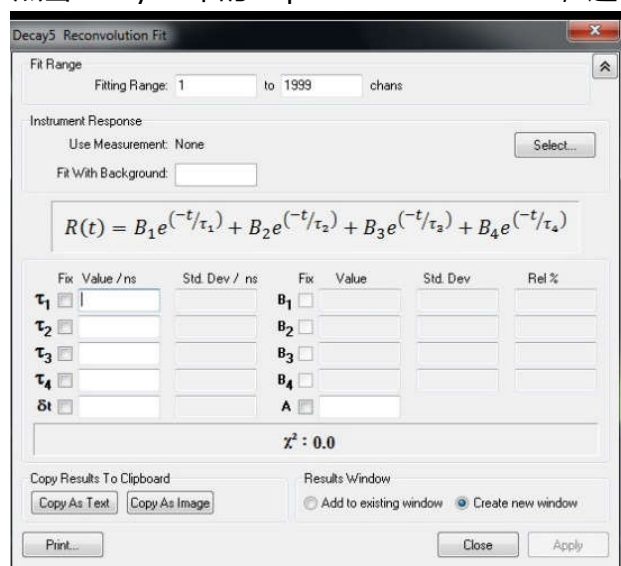 Decay5 Reconvolution Fit
Fit Range
Fitting Range: 1 to 1999 chans
Instrument Response
Use Measurement: None Select...
Fit With Background:
R(t) = B₁e^(-t/τ₁) + B₂e^(-t/τ₂) + B₃e^(-t/τ₃) + B₄e^(-t/τ₄)
Fix Value / ns Std. Dev / ns Fix Value Std. Dev Rel %
τ₁ B₁
τ₂ B₂
τ₃ B₃
τ₄ B₄
δt A
χ² : 0.0
Copy Results To Clipboard Results Window
Copy As Text Copy As Image Add to existing window Create new window
Print... Close Apply